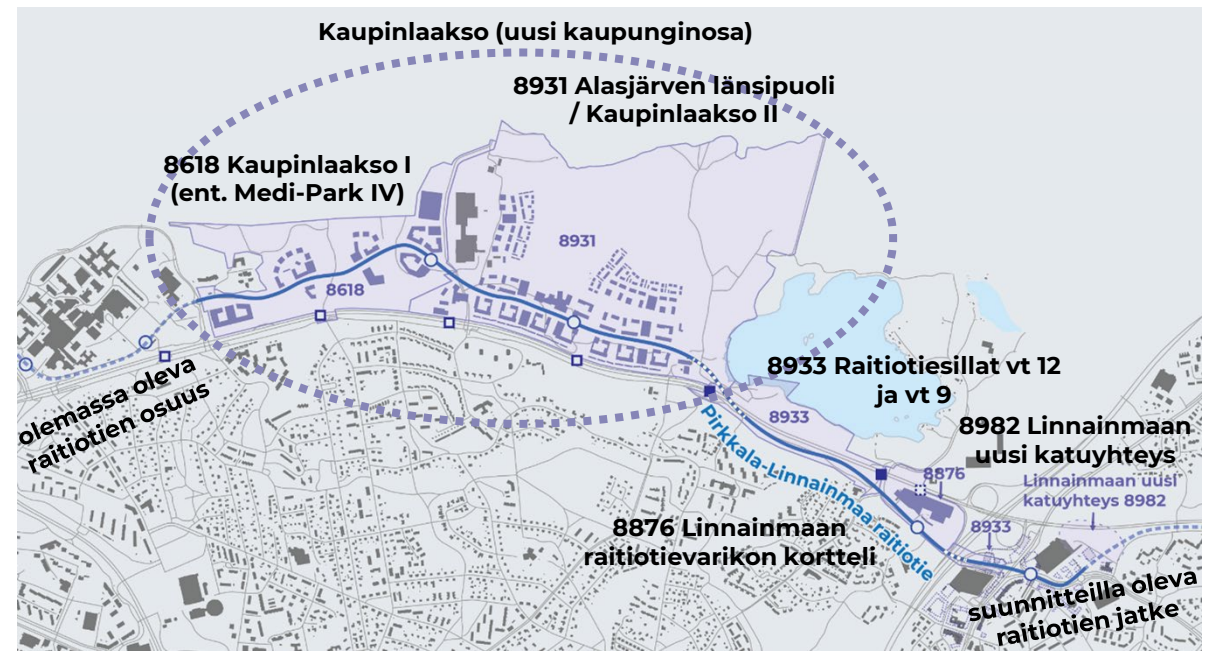 Kaupinlaakso (uusi kaupunginosa)
8931 Alasjärven länsipuoli
/ Kaupinlaakso II
8618 Kaupinlaakso I
(ent. Medi-Park IV)
8931
8618
olemassa oleva
raitiotien osuus
8933 Raitiotiesillat vt 12
ja vt 9
8933
Pirkkala-Linnainmaa raitiotie
8982 Linnainmaan
uusi katuyhteys
8876
Linnainmaan uusi
katuyhteys 8982
8876 Linnainmaan
raitiotievarikon kortteli
8933
suunnitteilla oleva
raitiotien jatke